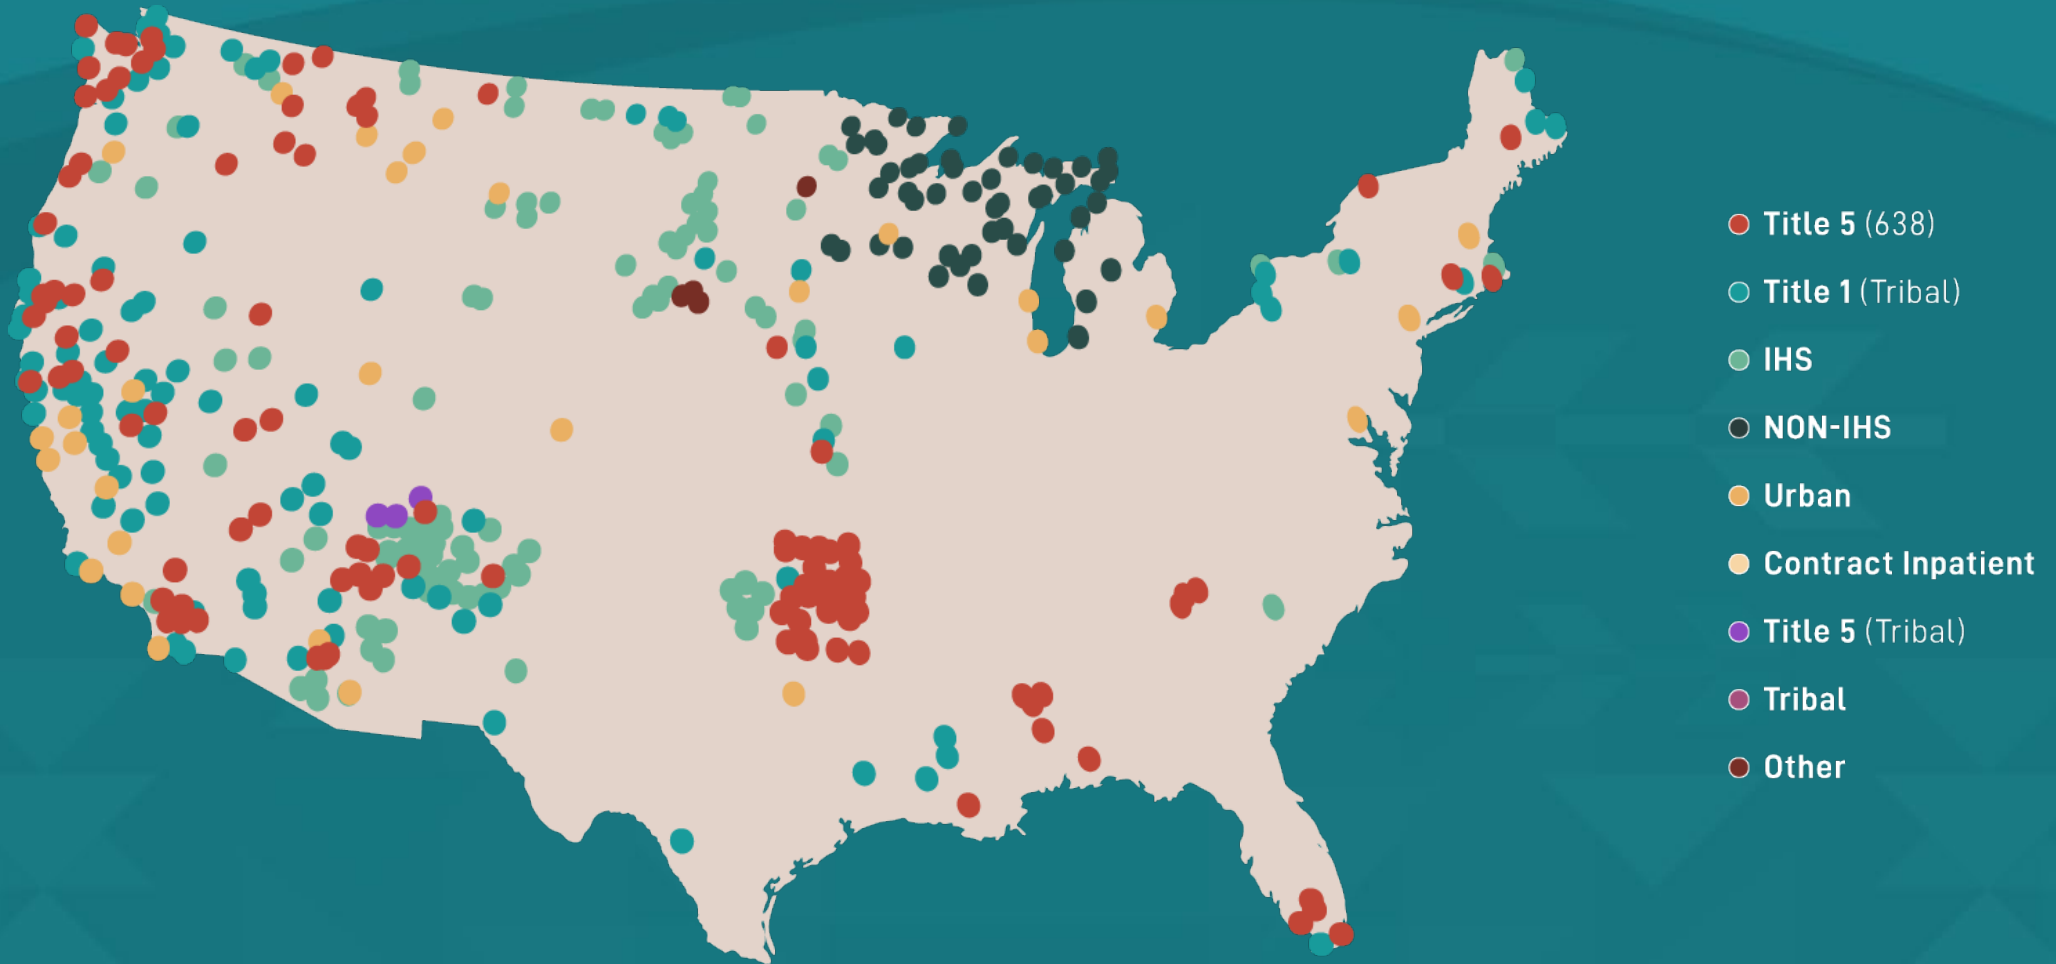 Title 5 (638)
Title 1 (Tribal)
IHS
NON-IHS
Urban
Contract Inpatient
Title 5 (Tribal)
Tribal
Other